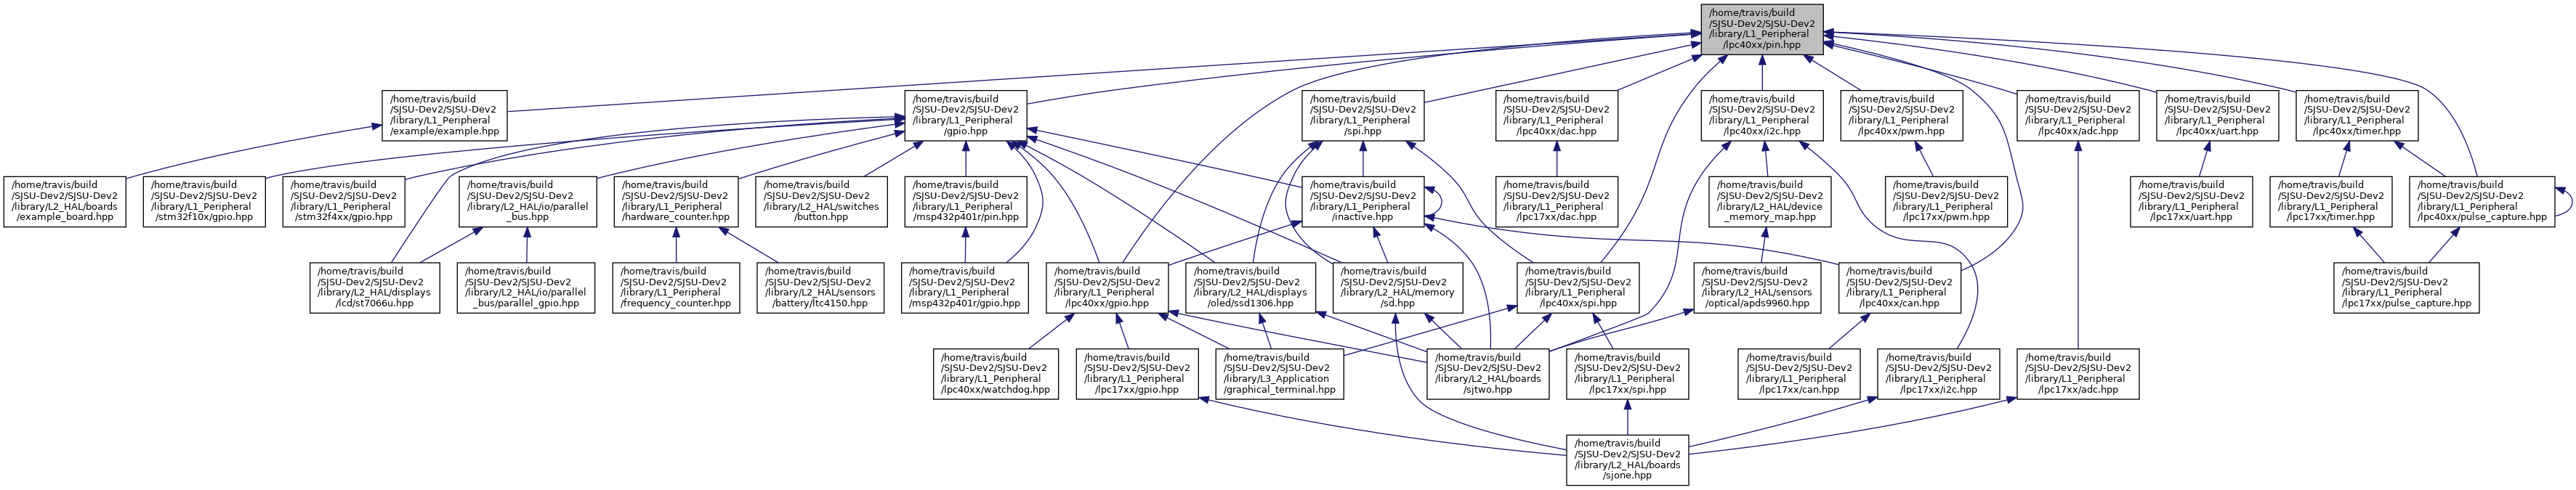 /home/travis/build
/SJSU-Dev2/SJSU-Dev2
/library/L1_Peripheral
/lpc40xx/pin.hpp
/home/travis/build
/SJSU-Dev2/SJSU-Dev2
/library/L1_Peripheral
/example/example.hpp
/home/travis/build
/SJSU-Dev2/SJSU-Dev2
/library/L1_Peripheral
/gpio.hpp
/home/travis/build
/SJSU-Dev2/SJSU-Dev2
/library/L1_Peripheral
/spi.hpp
/home/travis/build
/SJSU-Dev2/SJSU-Dev2
/library/L1_Peripheral
/lpc40xx/dac.hpp
/home/travis/build
/SJSU-Dev2/SJSU-Dev2
/library/L1_Peripheral
/lpc40xx/i2c.hpp
/home/travis/build
/SJSU-Dev2/SJSU-Dev2
/library/L1_Peripheral
/lpc40xx/pwm.hpp
/home/travis/build
/SJSU-Dev2/SJSU-Dev2
/library/L1_Peripheral
/lpc40xx/adc.hpp
/home/travis/build
/SJSU-Dev2/SJSU-Dev2
/library/L1_Peripheral
/lpc40xx/uart.hpp
/home/travis/build
/SJSU-Dev2/SJSU-Dev2
/library/L1_Peripheral
/lpc40xx/timer.hpp
/home/travis/build
/SJSU-Dev2/SJSU-Dev2
/library/L2_HAL/boards
/example_board.hpp
/home/travis/build
/SJSU-Dev2/SJSU-Dev2
/library/L1_Peripheral
/stm32f10x/gpio.hpp
/home/travis/build
/SJSU-Dev2/SJSU-Dev2
/library/L1_Peripheral
/stm32f4xx/gpio.hpp
/home/travis/build
/SJSU-Dev2/SJSU-Dev2
/library/L2_HAL/io/parallel
_bus.hpp
/home/travis/build
/SJSU-Dev2/SJSU-Dev2
/library/L1_Peripheral
/hardware_counter.hpp
/home/travis/build
/SJSU-Dev2/SJSU-Dev2
/library/L2_HAL/switches
/button.hpp
/home/travis/build
/SJSU-Dev2/SJSU-Dev2
/library/L1_Peripheral
/msp432p401r/pin.hpp
/home/travis/build
/SJSU-Dev2/SJSU-Dev2
/library/L1_Peripheral
/inactive.hpp
/home/travis/build
/SJSU-Dev2/SJSU-Dev2
/library/L1_Peripheral
/lpc17xx/dac.hpp
/home/travis/build
/SJSU-Dev2/SJSU-Dev2
/library/L2_HAL/device
_memory_map.hpp
/home/travis/build
/SJSU-Dev2/SJSU-Dev2
/library/L1_Peripheral
/lpc17xx/pwm.hpp
/home/travis/build
/SJSU-Dev2/SJSU-Dev2
/library/L1_Peripheral
/lpc17xx/uart.hpp
/home/travis/build
/SJSU-Dev2/SJSU-Dev2
/library/L1_Peripheral
/lpc17xx/timer.hpp
/home/travis/build
/SJSU-Dev2/SJSU-Dev2
/library/L1_Peripheral
/lpc40xx/pulse_capture.hpp
/home/travis/build
/SJSU-Dev2/SJSU-Dev2
/library/L2_HAL/displays
/lcd/st7066u.hpp
/home/travis/build
/SJSU-Dev2/SJSU-Dev2
/library/L2_HAL/io/parallel
_bus/parallel_gpio.hpp
/home/travis/build
/SJSU-Dev2/SJSU-Dev2
/library/L1_Peripheral
/frequency_counter.hpp
/home/travis/build
/SJSU-Dev2/SJSU-Dev2
/library/L2_HAL/sensors
/battery/ltc4150.hpp
/home/travis/build
/SJSU-Dev2/SJSU-Dev2
/library/L1_Peripheral
/msp432p401r/gpio.hpp
/home/travis/build
/SJSU-Dev2/SJSU-Dev2
/library/L1_Peripheral
/lpc40xx/gpio.hpp
/home/travis/build
/SJSU-Dev2/SJSU-Dev2
/library/L2_HAL/displays
/oled/ssd1306.hpp
/home/travis/build
/SJSU-Dev2/SJSU-Dev2
/library/L2_HAL/memory
/sd.hpp
/home/travis/build
/SJSU-Dev2/SJSU-Dev2
/library/L1_Peripheral
/lpc40xx/spi.hpp
/home/travis/build
/SJSU-Dev2/SJSU-Dev2
/library/L2_HAL/sensors
/optical/apds9960.hpp
/home/travis/build
/SJSU-Dev2/SJSU-Dev2
/library/L1_Peripheral
/lpc40xx/can.hpp
/home/travis/build
/SJSU-Dev2/SJSU-Dev2
/library/L1_Peripheral
/lpc17xx/pulse_capture.hpp
/home/travis/build
/SJSU-Dev2/SJSU-Dev2
/library/L1_Peripheral
/lpc40xx/watchdog.hpp
/home/travis/build
/SJSU-Dev2/SJSU-Dev2
/library/L1_Peripheral
/lpc17xx/gpio.hpp
/home/travis/build
/SJSU-Dev2/SJSU-Dev2
/library/L3_Application
/graphical_terminal.hpp
/home/travis/build
/SJSU-Dev2/SJSU-Dev2
/library/L2_HAL/boards
/sjtwo.hpp
/home/travis/build
/SJSU-Dev2/SJSU-Dev2
/library/L1_Peripheral
/lpc17xx/spi.hpp
/home/travis/build
/SJSU-Dev2/SJSU-Dev2
/library/L1_Peripheral
/lpc17xx/can.hpp
/home/travis/build
/SJSU-Dev2/SJSU-Dev2
/library/L1_Peripheral
/lpc17xx/i2c.hpp
/home/travis/build
/SJSU-Dev2/SJSU-Dev2
/library/L1_Peripheral
/lpc17xx/adc.hpp
/home/travis/build
/SJSU-Dev2/SJSU-Dev2
/library/L2_HAL/boards
/sjone.hpp